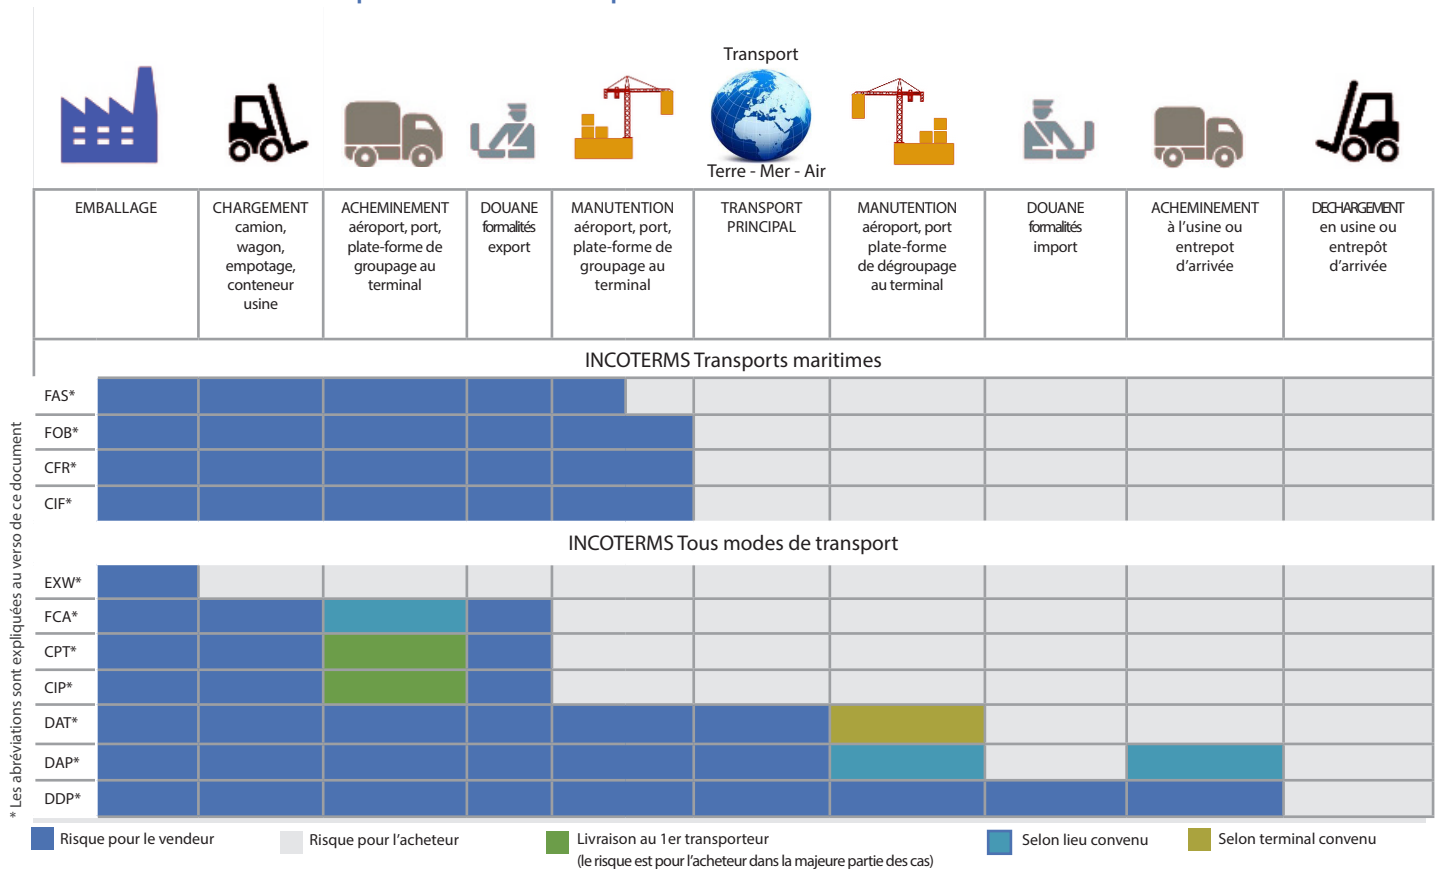 Transport
Terre - Mer - Air
EMBALLAGE
CHARGEMENT
camion,
wagon,
empotage,
conteneur
usine
ACHEMINEMENT
aéroport, port,
plate-forme de
groupage au
terminal
DOUANE
formalités
export
MANUTENTION
aéroport, port,
plate-forme de
groupage au
terminal
TRANSPORT
PRINCIPAL
MANUTENTION
aéroport, port
plate-forme
de dégroupage
au terminal
DOUANE
formalités
import
ACHEMINEMENT
à l'usine ou
entrepot
d'arrivée
DECHARGEMENT
en usine ou
entrepôt
d'arrivée
INCOTERMS Transports maritimes
FAS*
FOB*
CFR*
CIF*
INCOTERMS Tous modes de transport
EXW*
FCA*
CPT*
CIP*
DAT*
DAP*
DDP*
* Les abréviations sont expliquées au verso de ce document
Risque pour le vendeur
Risque pour l'acheteur
Livraison au 1er transporteur
(le risque est pour l'acheteur dans la majeure partie des cas)
Selon lieu convenu
Selon terminal convenu